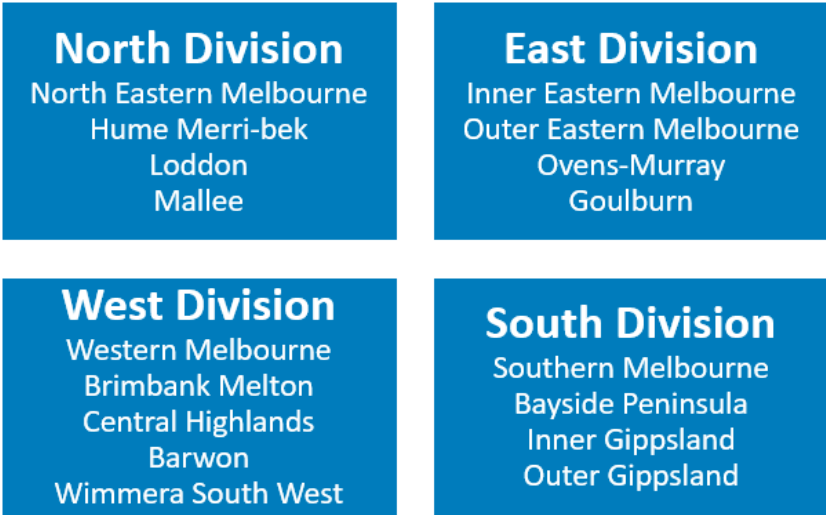 North Division
North Eastern Melbourne
Hume Merri-bek
Loddon
Mallee
East Division
Inner Eastern Melbourne
Outer Eastern Melbourne
Ovens-Murray
Goulburn
West Division
Western Melbourne
Brimbank Melton
Central Highlands
Barwon
Wimmera South West
South Division
Southern Melbourne
Bayside Peninsula
Inner Gippsland
Outer Gippsland